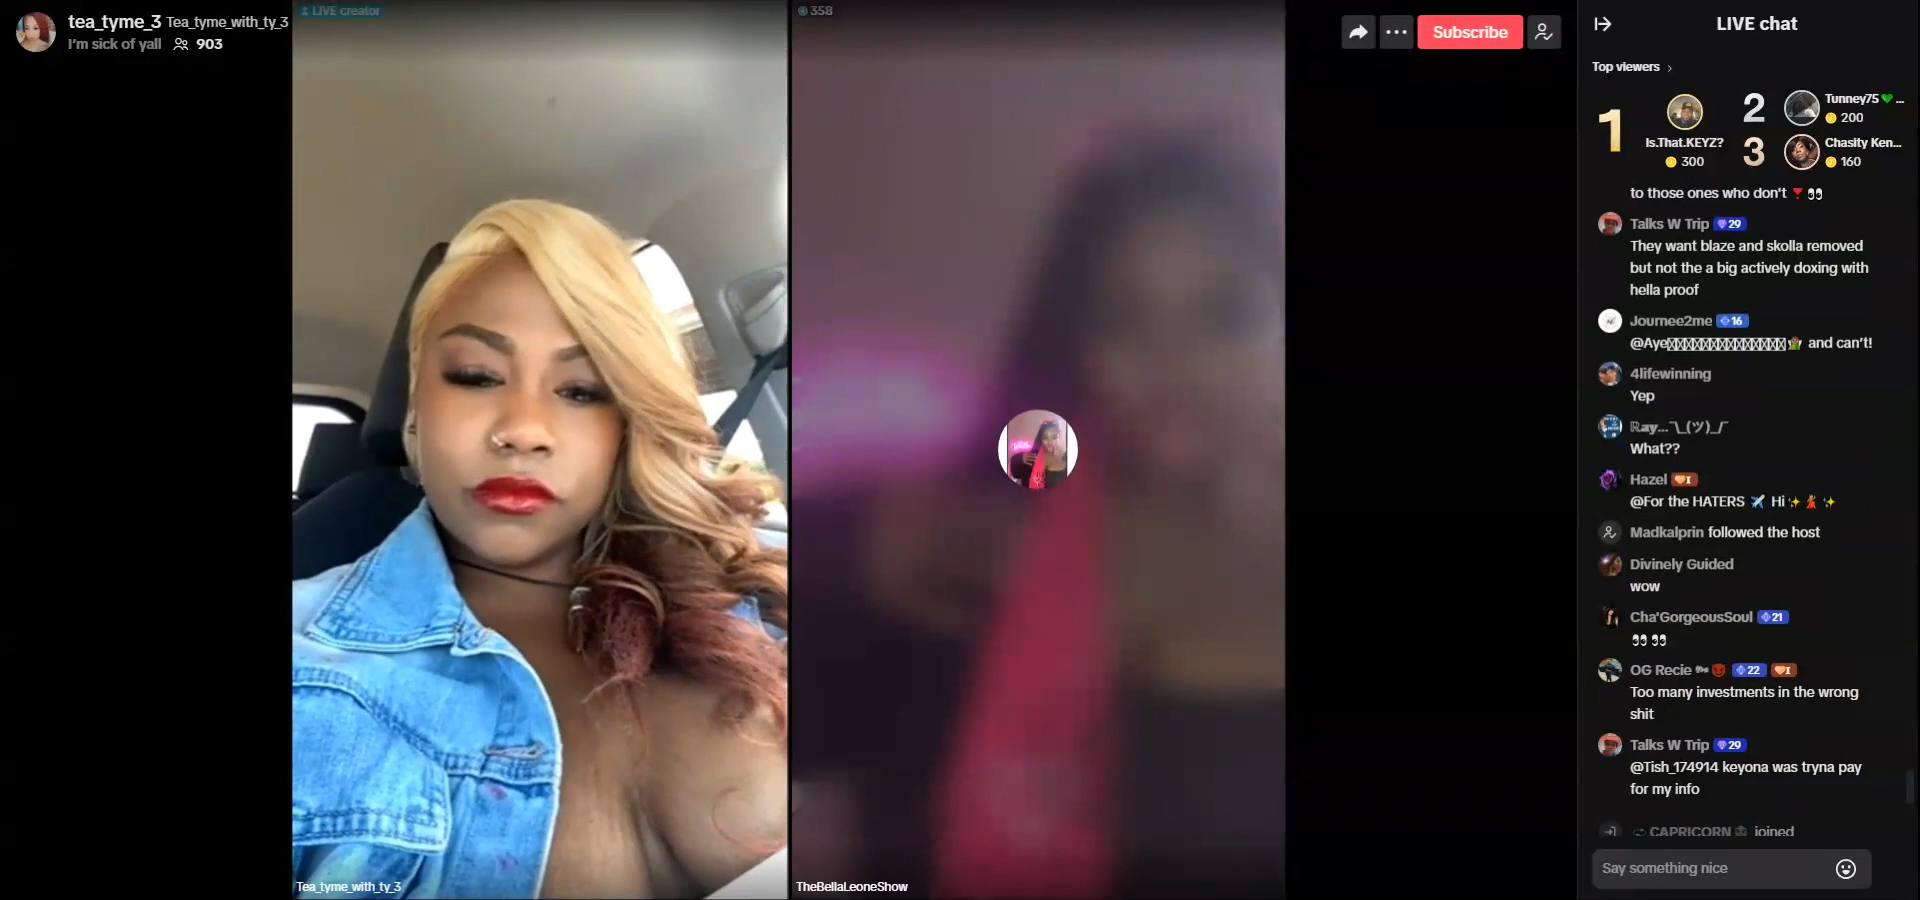 tea_tyme_3 Tea_tyme_with_ty_3
I'm sick of yall 903
LIVE creator
358
Subscribe
Tea_tyme_with_ty_3
TheBellaLeoneShow
LIVE chat
Top viewers
1
Is.That.KEYZ?
300
2
Tunney75 💚 ...
200
3
Chasity Ken...
160
to those ones who don't ❣️ 👀
Talks W Trip 29
They want blaze and skolla removed
but not the a big actively doxing with
hella proof
Journee2me 16
@Aye and can't!
4lifewinning
Yep
ℝ𝕒𝕪...¯\_(ツ)_/¯
What??
Hazel I
@For the HATERS ✈️ Hi ✨ 💃 ✨
Madkalprin followed the host
Divinely Guided
wow
Cha'GorgeousSoul 21
👀 👀
OG Recie 22 I
Too many investments in the wrong
shit
Talks W Trip 29
@Tish_174914 keyona was tryna pay
for my info
CAPRICORN joined
Say something nice